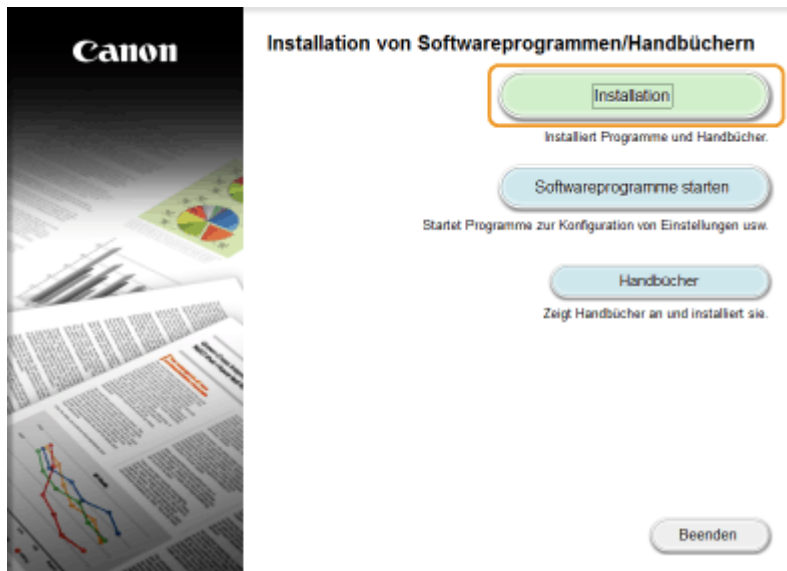 Canon
Installation von Softwareprogrammen/Handbüchern
Installation
Installiert Programme und Handbücher.
Softwareprogramme starten
Startet Programme zur Konfiguration von Einstellungen usw.
Handbücher
Zeigt Handbücher an und installiert sie.
Beenden